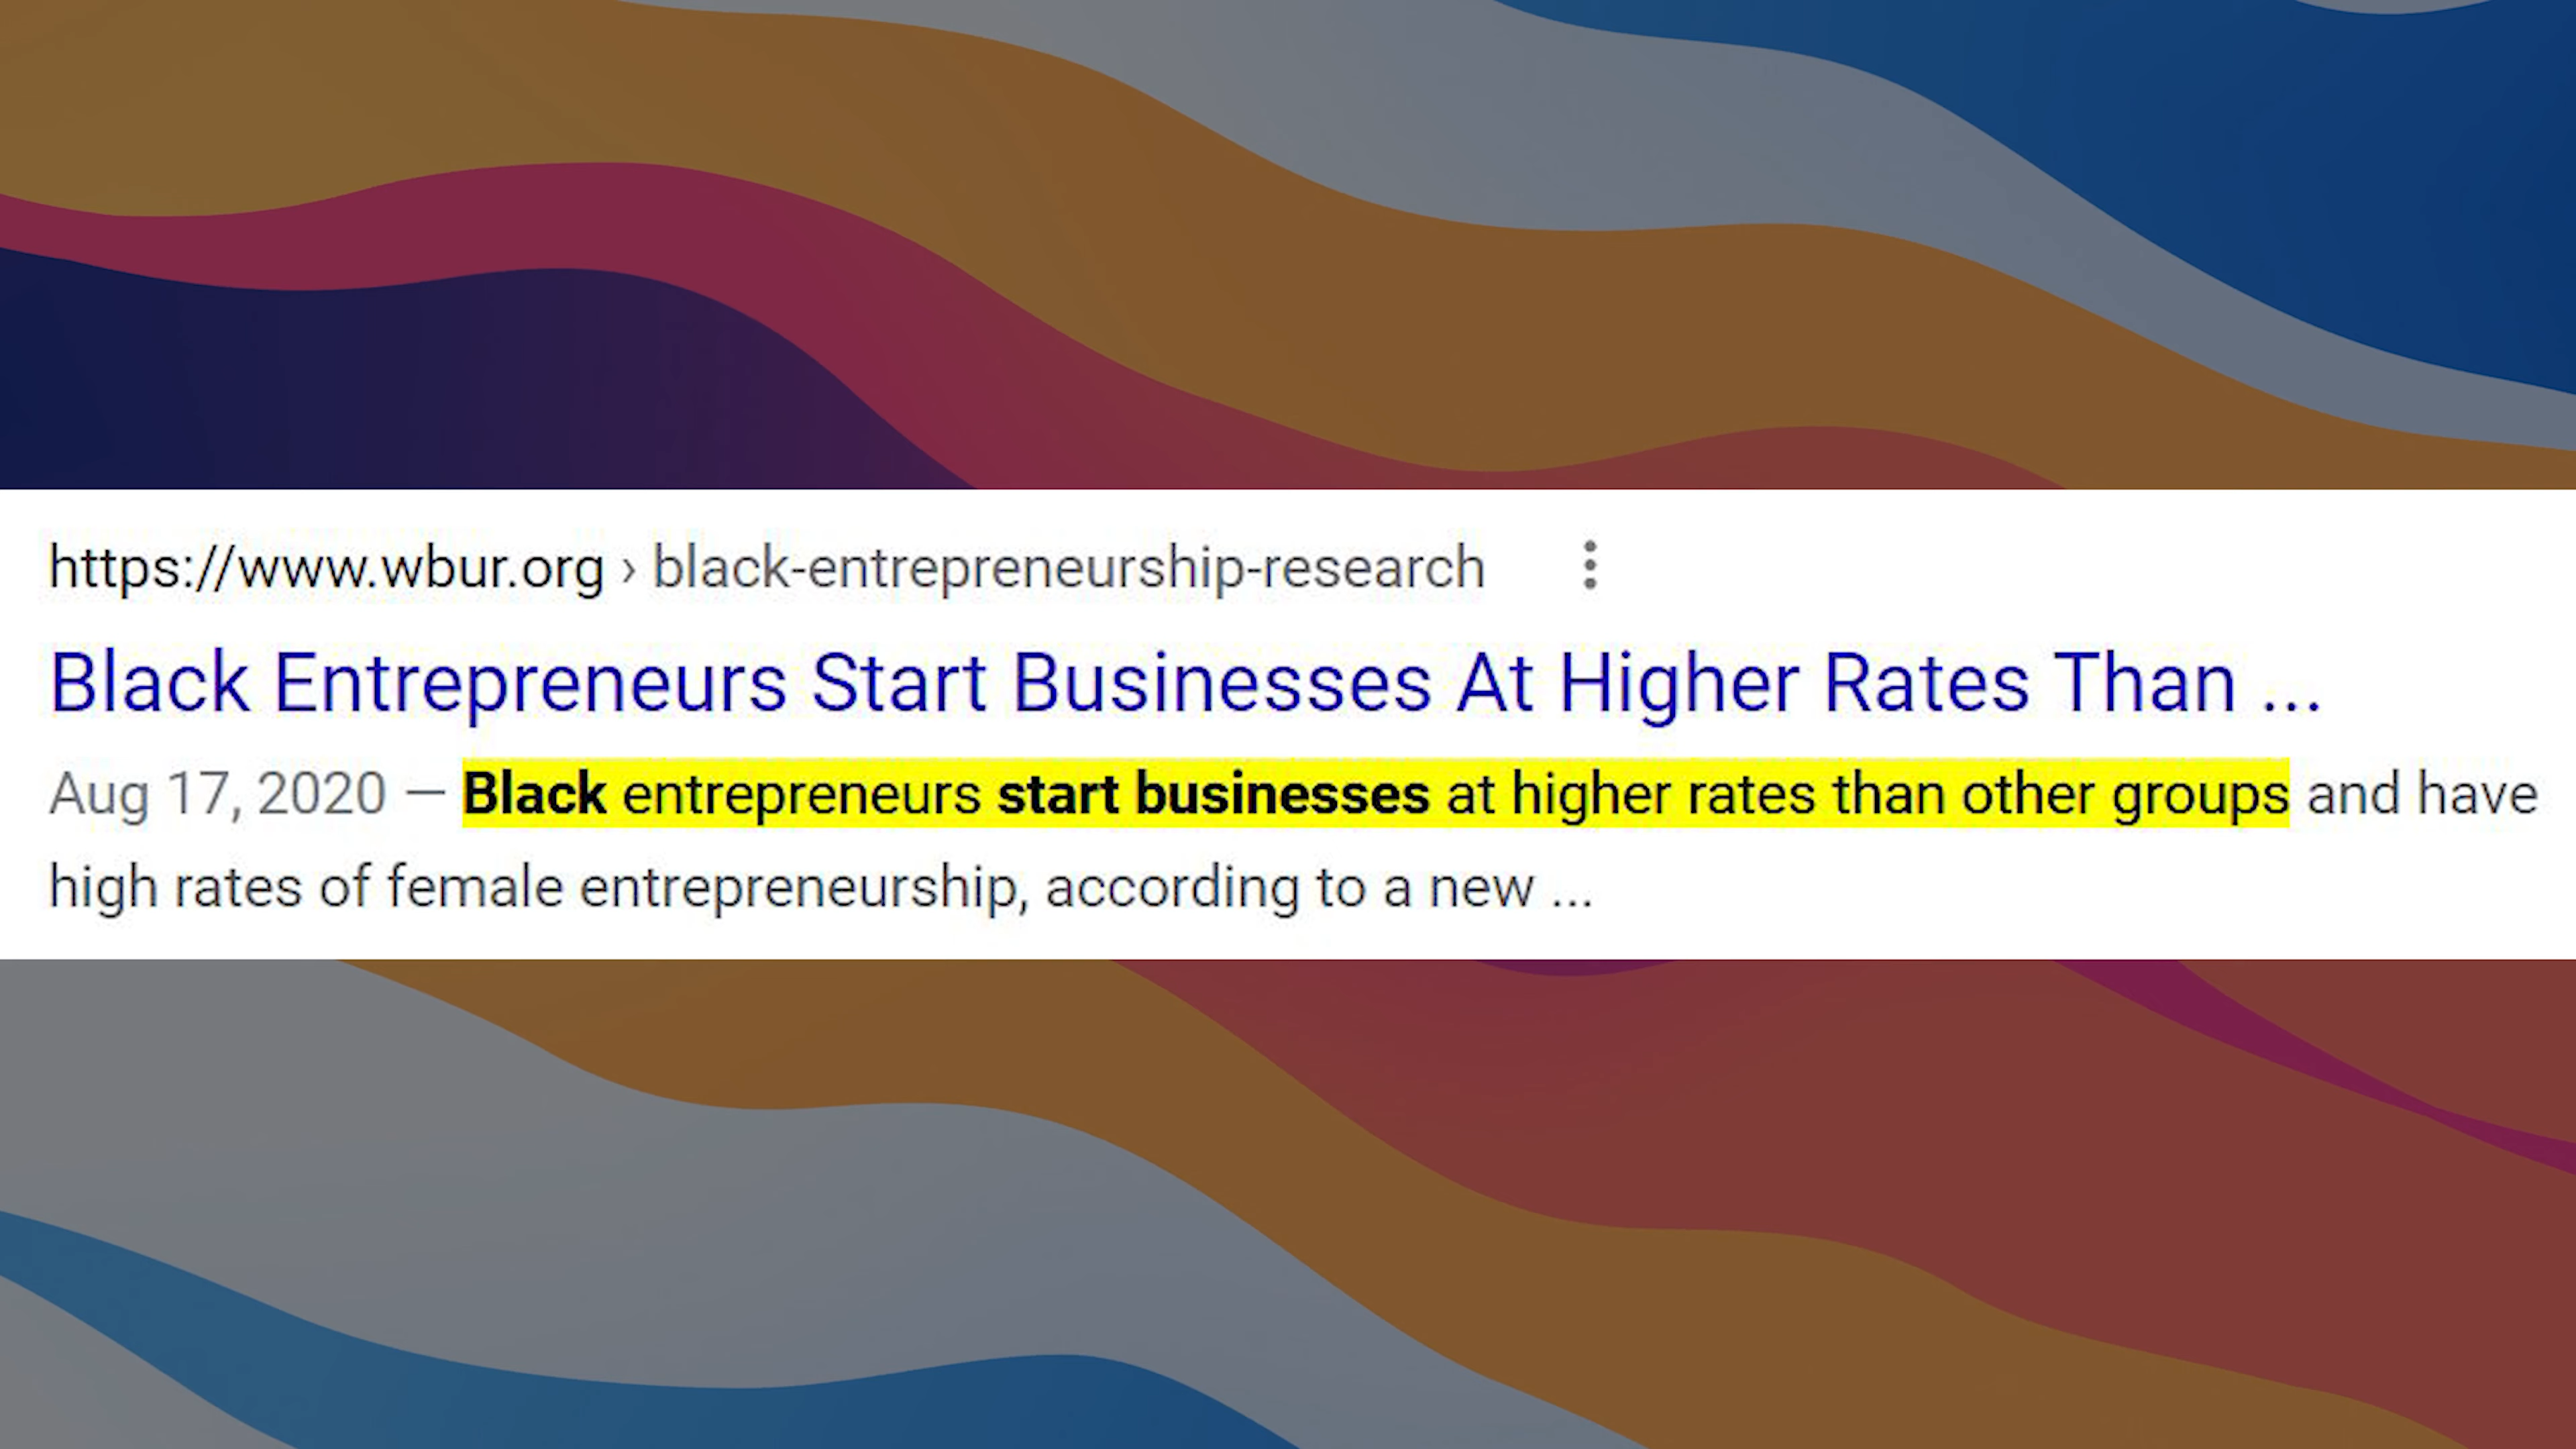 https://www.wbur.org › black-entrepreneurship-research
Black Entrepreneurs Start Businesses At Higher Rates Than ...
Aug 17, 2020 — Black entrepreneurs start businesses at higher rates than other groups and have
high rates of female entrepreneurship, according to a new ...